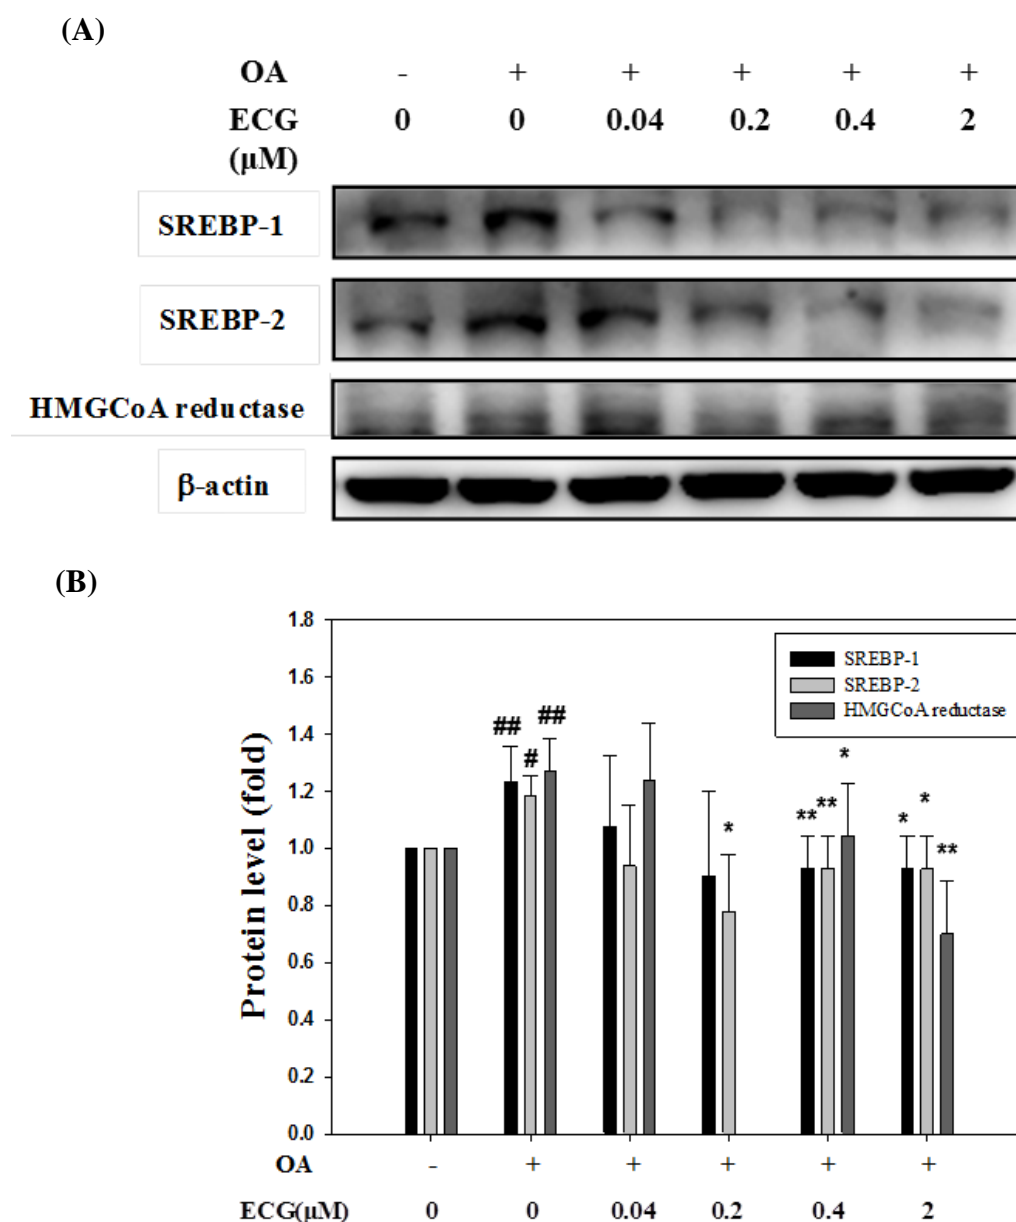 (A)
OA - + + + + +
ECG 0 0 0.04 0.2 0.4 2
(μM)
SREBP-1
SREBP-2
HMGCoA reductase
β-actin
(B)
1.8
1.6
1.4
1.2
1.0
0.8
0.6
0.4
0.2
0.0
Protein level (fold)
SREBP-1
SREBP-2
HMGCoA reductase
## # ##
*
** ** *
* * **
OA - + + + + +
ECG(μM) 0 0 0.04 0.2 0.4 2